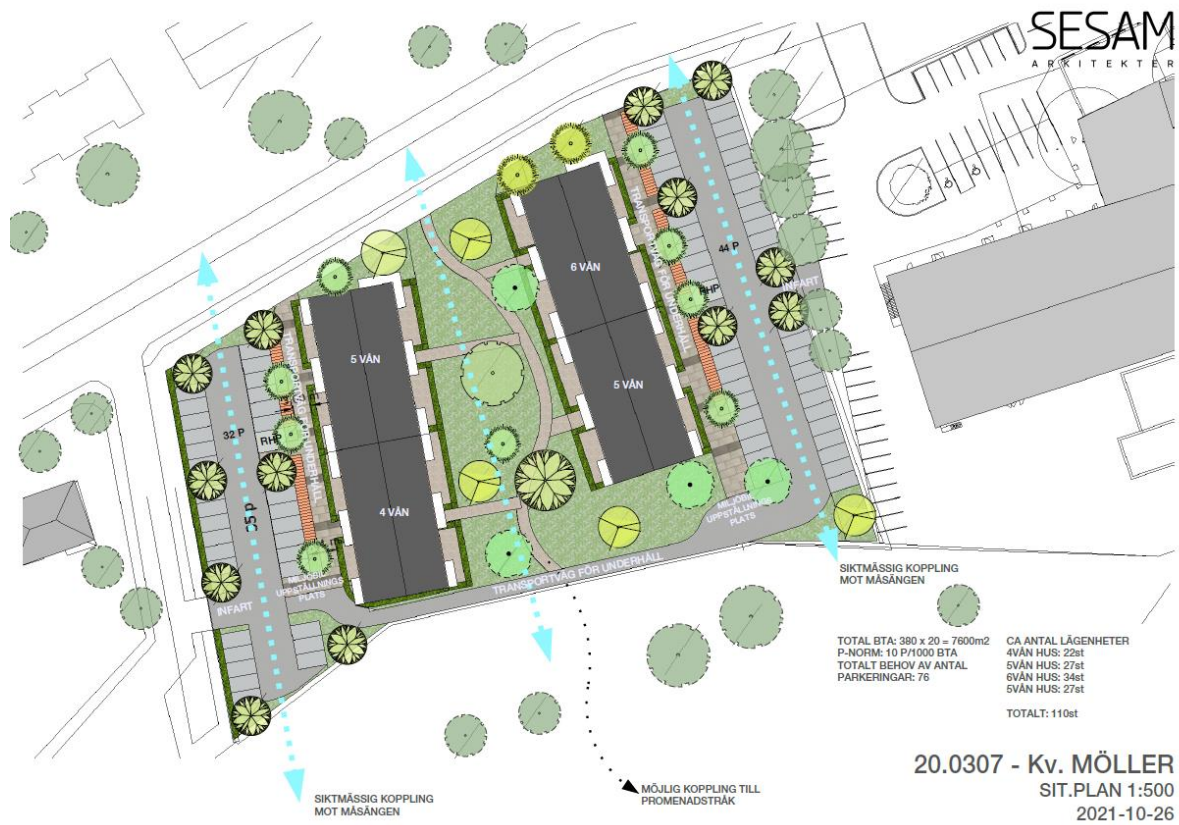 SESAM
ARKITEKTER
TRANSPORTVÄG FÖR UNDERHÅLL
6 VÅN
44 P
RHP
INFART
5 VÅN
5 VÅN
TRANSPORTVÄG FÖR UNDERHÅLL
32 P
RHP
35 P
4 VÅN
MILJÖBIL
UPPSTÄLLNINGS
PLATS
MILJÖBIL
UPPSTÄLLNINGS
PLATS
INFART
TRANSPORTVÄG FÖR UNDERHÅLL
SIKTMÄSSIG KOPPLING
MOT MÅSÄNGEN
TOTAL BTA: 380 x 20 = 7600m2
P-NORM: 10 P/1000 BTA
TOTALT BEHOV AV ANTAL
PARKERINGAR: 76
CA ANTAL LÄGENHETER
4VÅN HUS: 22st
5VÅN HUS: 27st
6VÅN HUS: 34st
5VÅN HUS: 27st
TOTALT: 110st
20.0307 - Kv. MÖLLER
SIT.PLAN 1:500
2021-10-26
SIKTMÄSSIG KOPPLING
MOT MÅSÄNGEN
MÖJLIG KOPPLING TILL
PROMENADSTRÅK